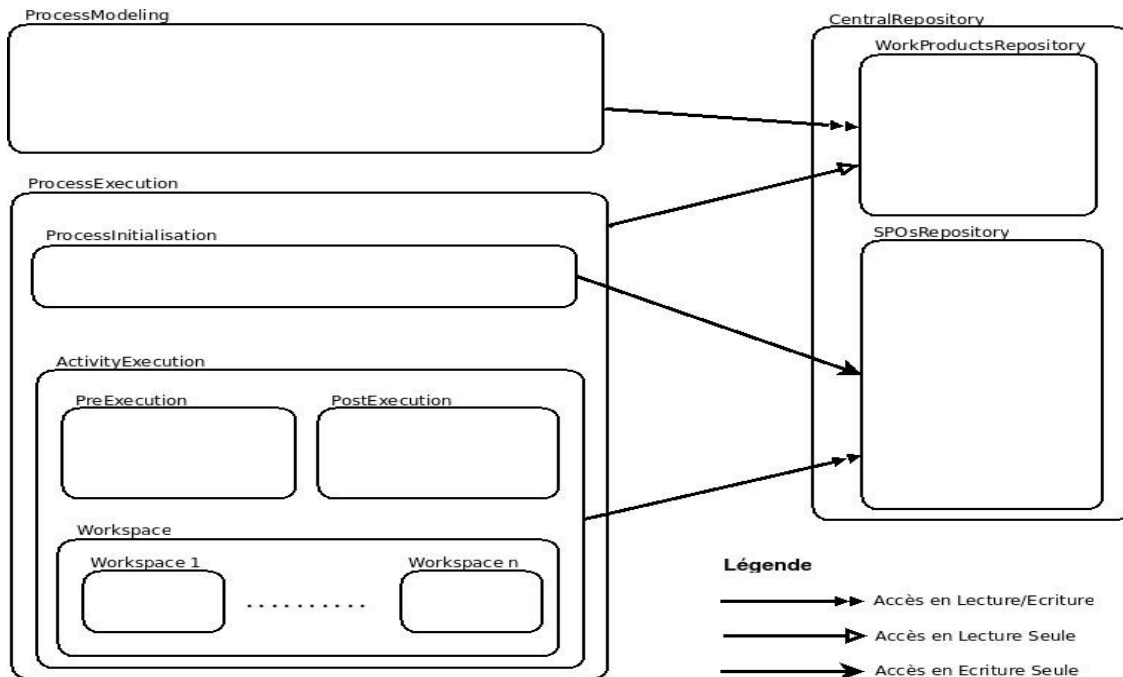 ProcessModeling
CentralRepository
WorkProductsRepository
ProcessExecution
ProcessInitialisation
SPOsRepository
ActivityExecution
PreExecution
PostExecution
Workspace
Workspace 1
..........
Workspace n
Légende
Accès en Lecture/Ecriture
Accès en Lecture Seule
Accès en Ecriture Seule